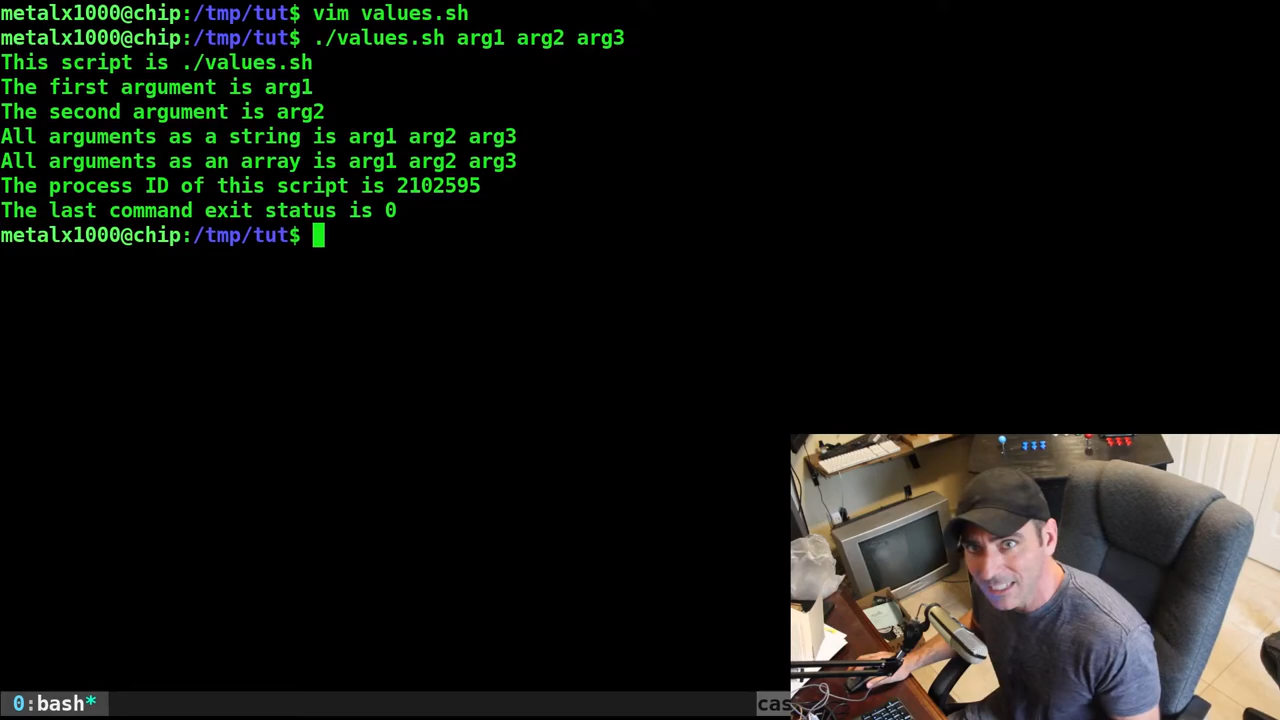 metalx1000@chip:/tmp/tut$ vim values.sh
metalx1000@chip:/tmp/tut$ ./values.sh arg1 arg2 arg3
This script is ./values.sh
The first argument is arg1
The second argument is arg2
All arguments as a string is arg1 arg2 arg3
All arguments as an array is arg1 arg2 arg3
The process ID of this script is 2102595
The last command exit status is 0
metalx1000@chip:/tmp/tut$
0:bash* cas